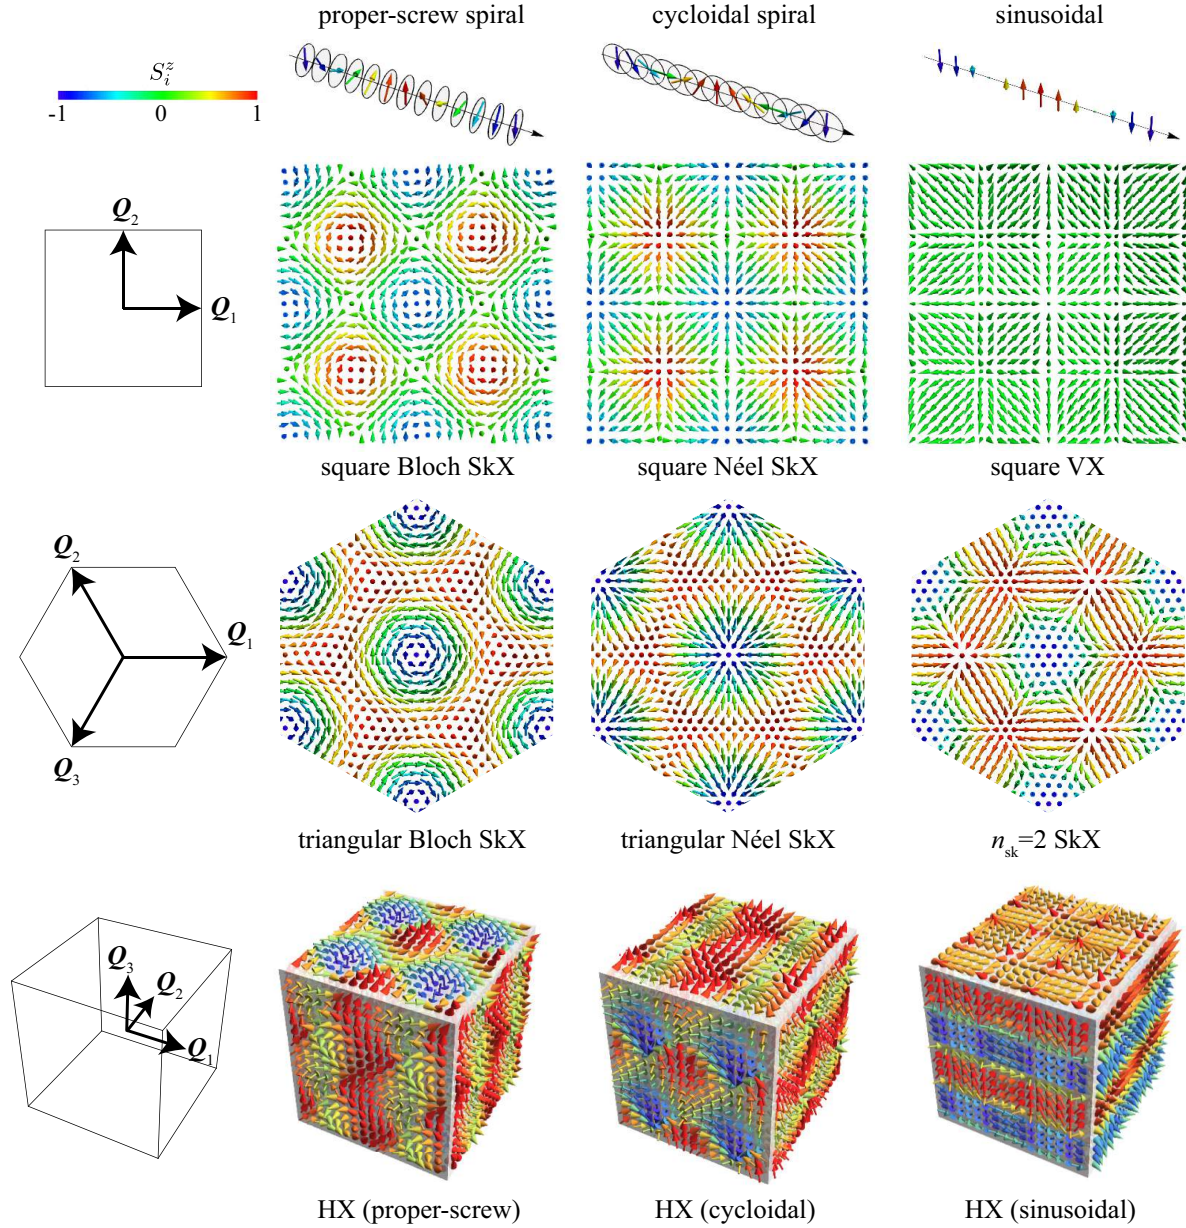 proper-screw spiral
cycloidal spiral
sinusoidal
S_i^z
-1 0 1
Q_2
Q_1
square Bloch SkX
square Néel SkX
square VX
Q_2
Q_1
Q_3
triangular Bloch SkX
triangular Néel SkX
n_sk=2 SkX
Q_3
Q_2
Q_1
HX (proper-screw)
HX (cycloidal)
HX (sinusoidal)